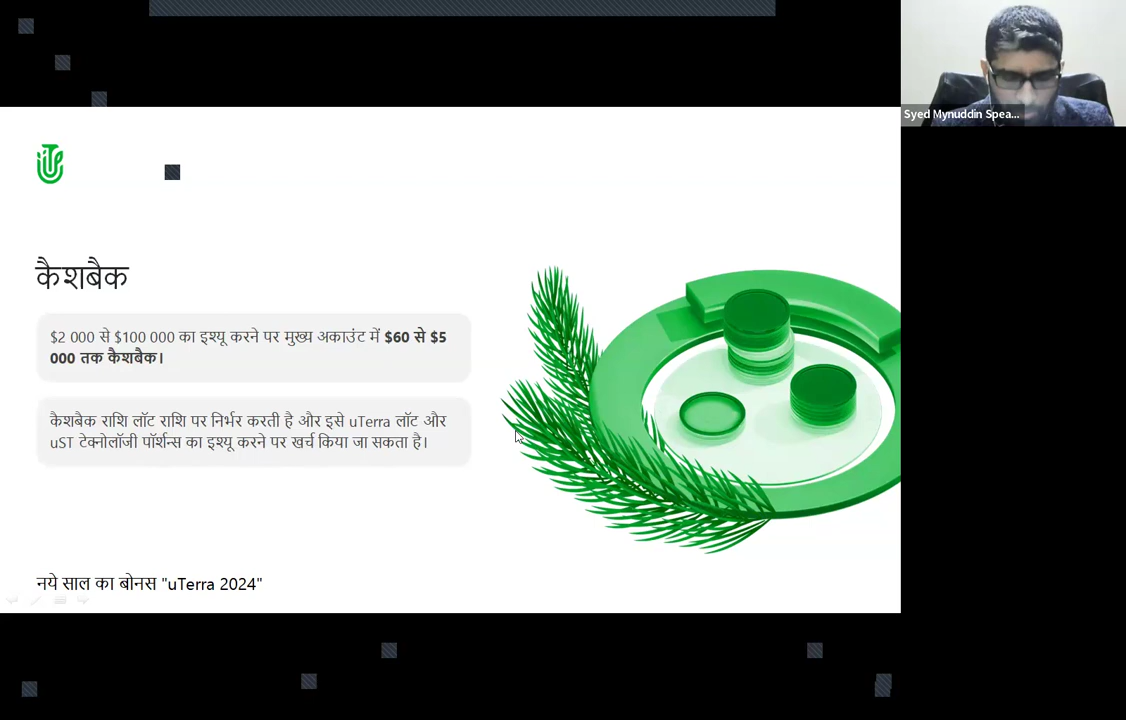 Syed Mynuddin Spea...
कैशबैक
$2 000 से $100 000 का इश्यू करने पर मुख्य अकाउंट में $60 से $5
000 तक कैशबैक।
कैशबैक राशि लॉट राशि पर निर्भर करती है और इसे uTerra लॉट और
uST टेक्नोलॉजी पॉर्शन्स का इश्यू करने पर खर्च किया जा सकता है।
नये साल का बोनस "uTerra 2024"